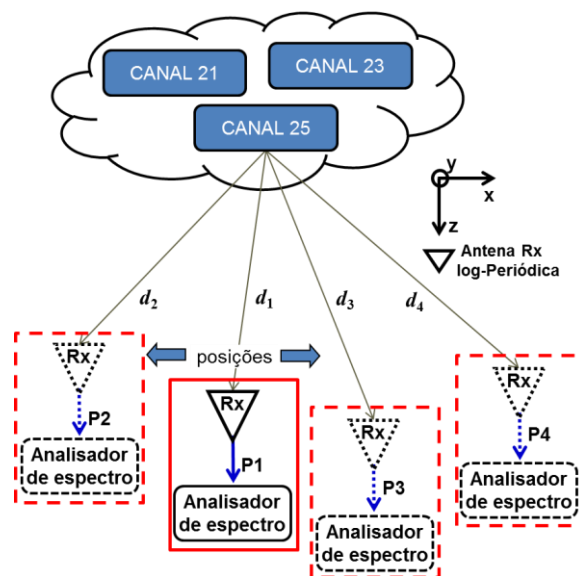 CANAL 21
CANAL 23
CANAL 25
y
x
z
Antena Rx
log-Periódica
d2
d1
d3
d4
Rx
posições
Rx
Rx
Rx
P2
P1
P3
P4
Analisador
de espectro
Analisador
de espectro
Analisador
de espectro
Analisador
de espectro